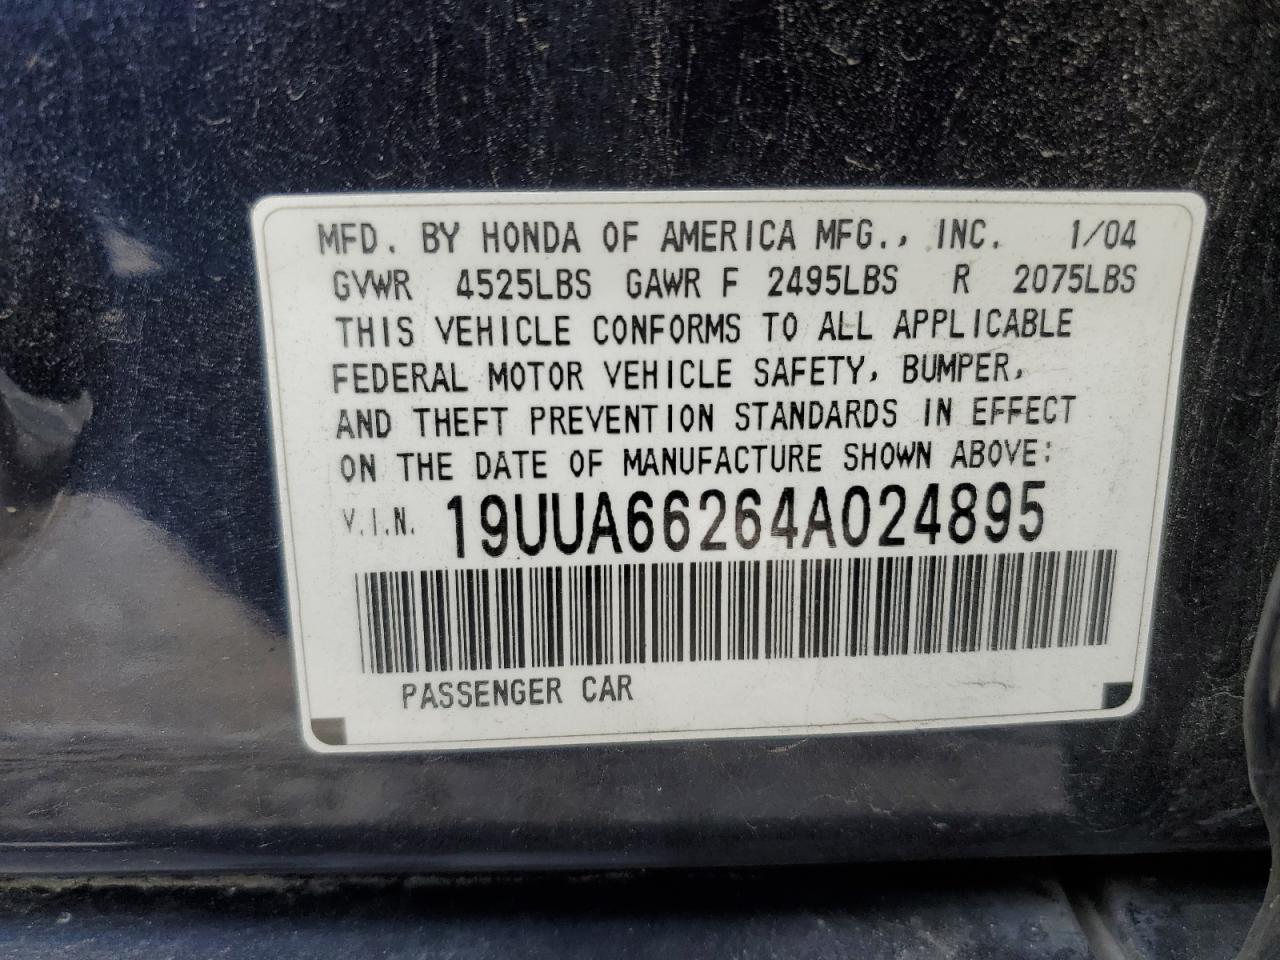 MFD. BY HONDA OF AMERICA MFG., INC. 1/04
GVWR 4525LBS GAWR F 2495LBS R 2075LBS
THIS VEHICLE CONFORMS TO ALL APPLICABLE
FEDERAL MOTOR VEHICLE SAFETY, BUMPER,
AND THEFT PREVENTION STANDARDS IN EFFECT
ON THE DATE OF MANUFACTURE SHOWN ABOVE:
V.I.N. 19UUA66264A024895
PASSENGER CAR